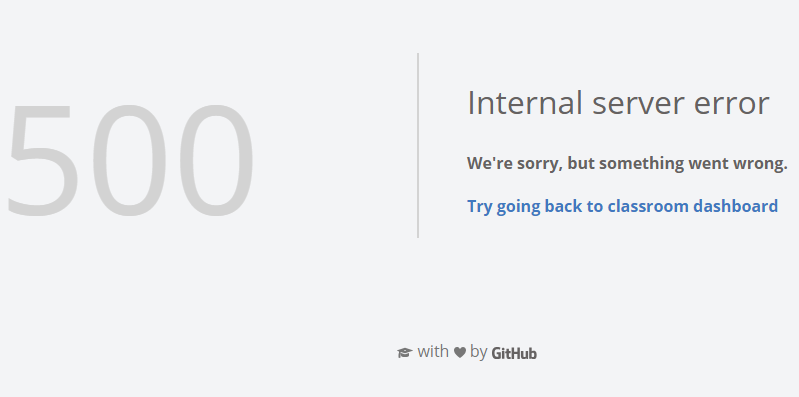 500
Internal server error
We're sorry, but something went wrong.
Try going back to classroom dashboard
with by GitHub